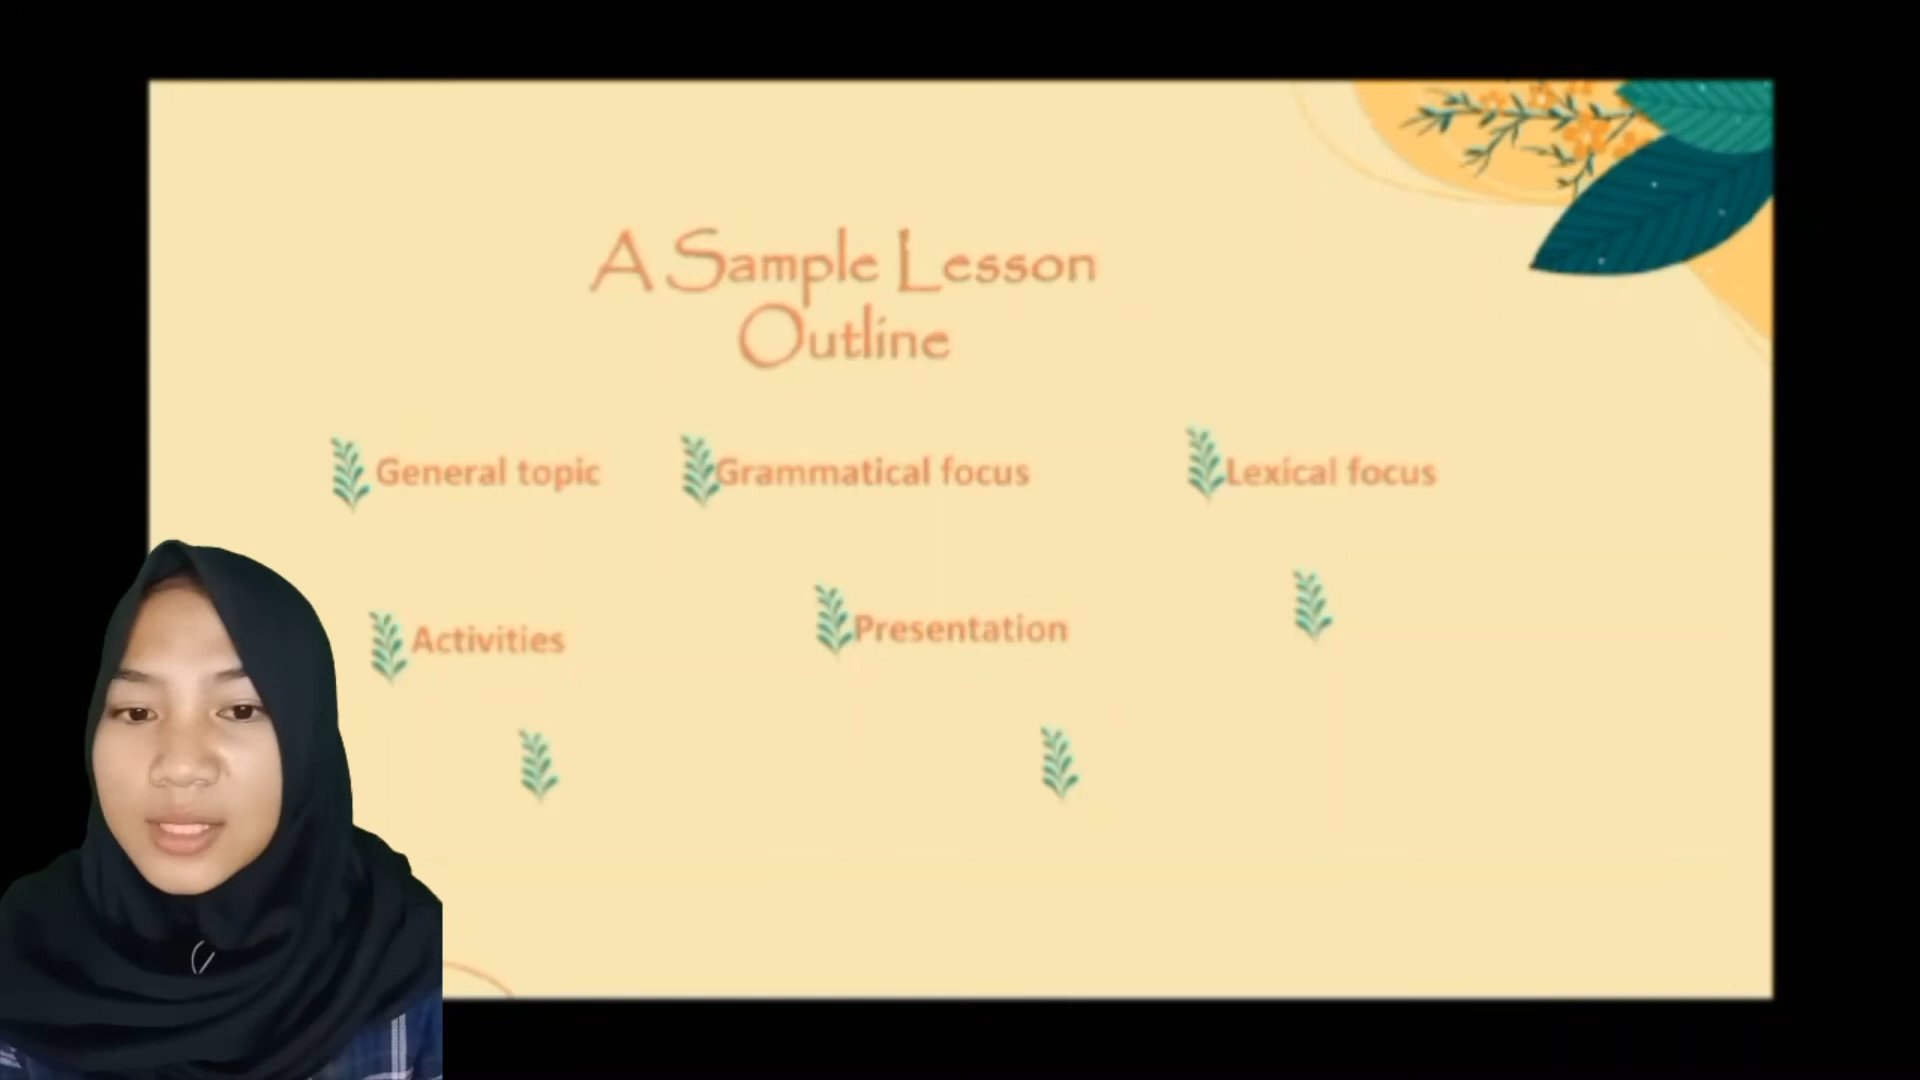 A Sample Lesson
Outline
General topic
Grammatical focus
Lexical focus
Activities
Presentation